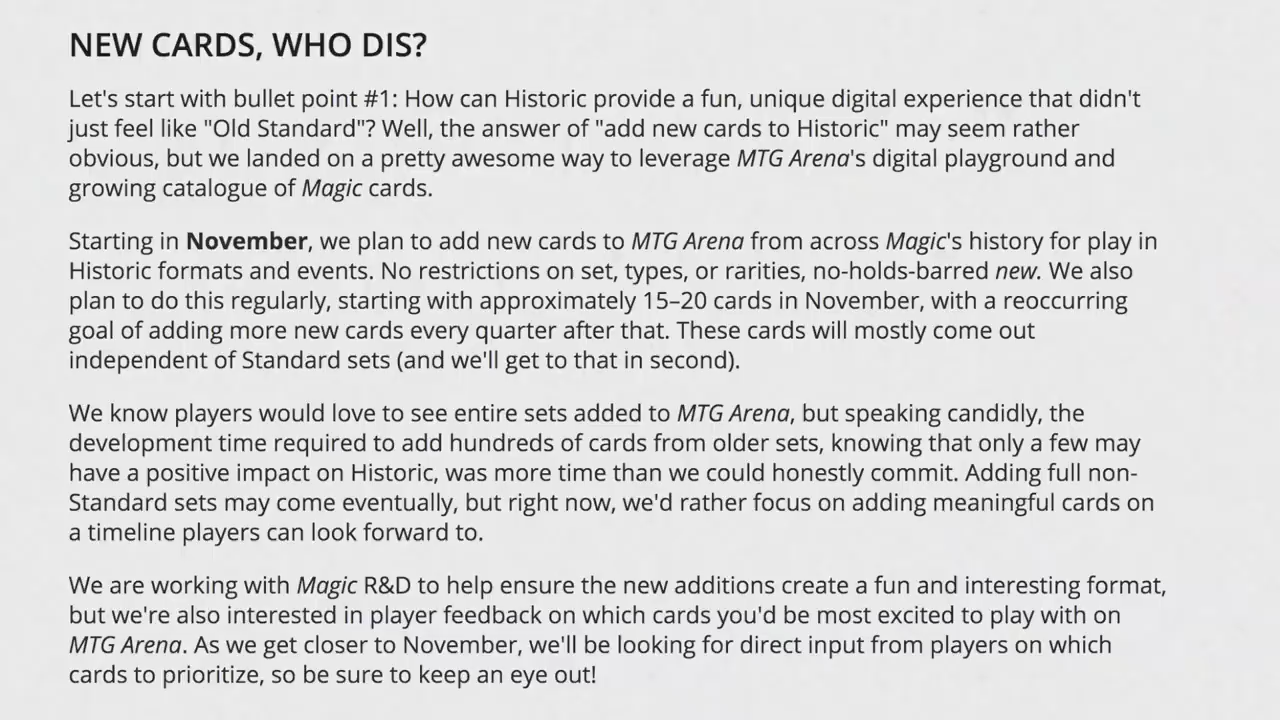 NEW CARDS, WHO DIS?
Let's start with bullet point #1: How can Historic provide a fun, unique digital experience that didn't
just feel like "Old Standard"? Well, the answer of "add new cards to Historic" may seem rather
obvious, but we landed on a pretty awesome way to leverage MTG Arena's digital playground and
growing catalogue of Magic cards.
Starting in November, we plan to add new cards to MTG Arena from across Magic's history for play in
Historic formats and events. No restrictions on set, types, or rarities, no-holds-barred new. We also
plan to do this regularly, starting with approximately 15–20 cards in November, with a reoccurring
goal of adding more new cards every quarter after that. These cards will mostly come out
independent of Standard sets (and we'll get to that in second).
We know players would love to see entire sets added to MTG Arena, but speaking candidly, the
development time required to add hundreds of cards from older sets, knowing that only a few may
have a positive impact on Historic, was more time than we could honestly commit. Adding full non-
Standard sets may come eventually, but right now, we'd rather focus on adding meaningful cards on
a timeline players can look forward to.
We are working with Magic R&D to help ensure the new additions create a fun and interesting format,
but we're also interested in player feedback on which cards you'd be most excited to play with on
MTG Arena. As we get closer to November, we'll be looking for direct input from players on which
cards to prioritize, so be sure to keep an eye out!